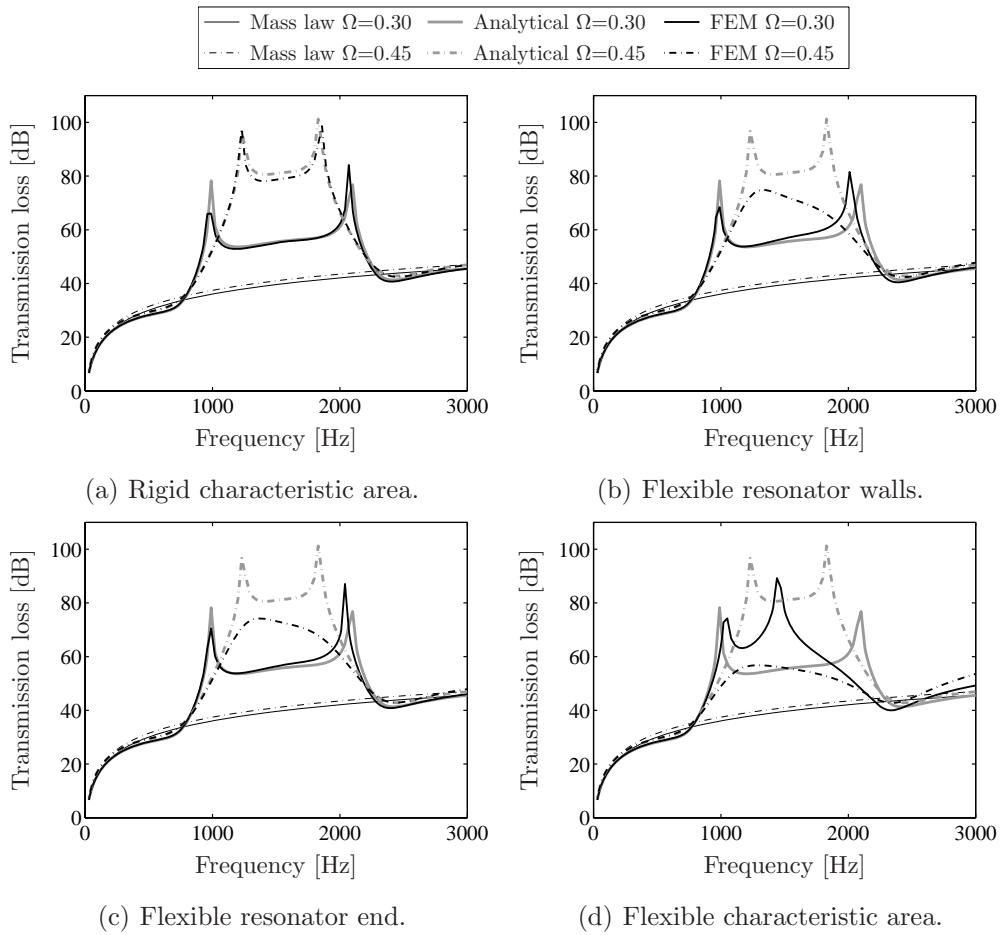 Mass law Ω=0.30 Analytical Ω=0.30 FEM Ω=0.30
Mass law Ω=0.45 Analytical Ω=0.45 FEM Ω=0.45
Transmission loss [dB]
100
80
60
40
20
0
0 1000 2000 3000
Frequency [Hz]
(a) Rigid characteristic area.
Transmission loss [dB]
100
80
60
40
20
0
0 1000 2000 3000
Frequency [Hz]
(b) Flexible resonator walls.
Transmission loss [dB]
100
80
60
40
20
0
0 1000 2000 3000
Frequency [Hz]
(c) Flexible resonator end.
Transmission loss [dB]
100
80
60
40
20
0
0 1000 2000 3000
Frequency [Hz]
(d) Flexible characteristic area.